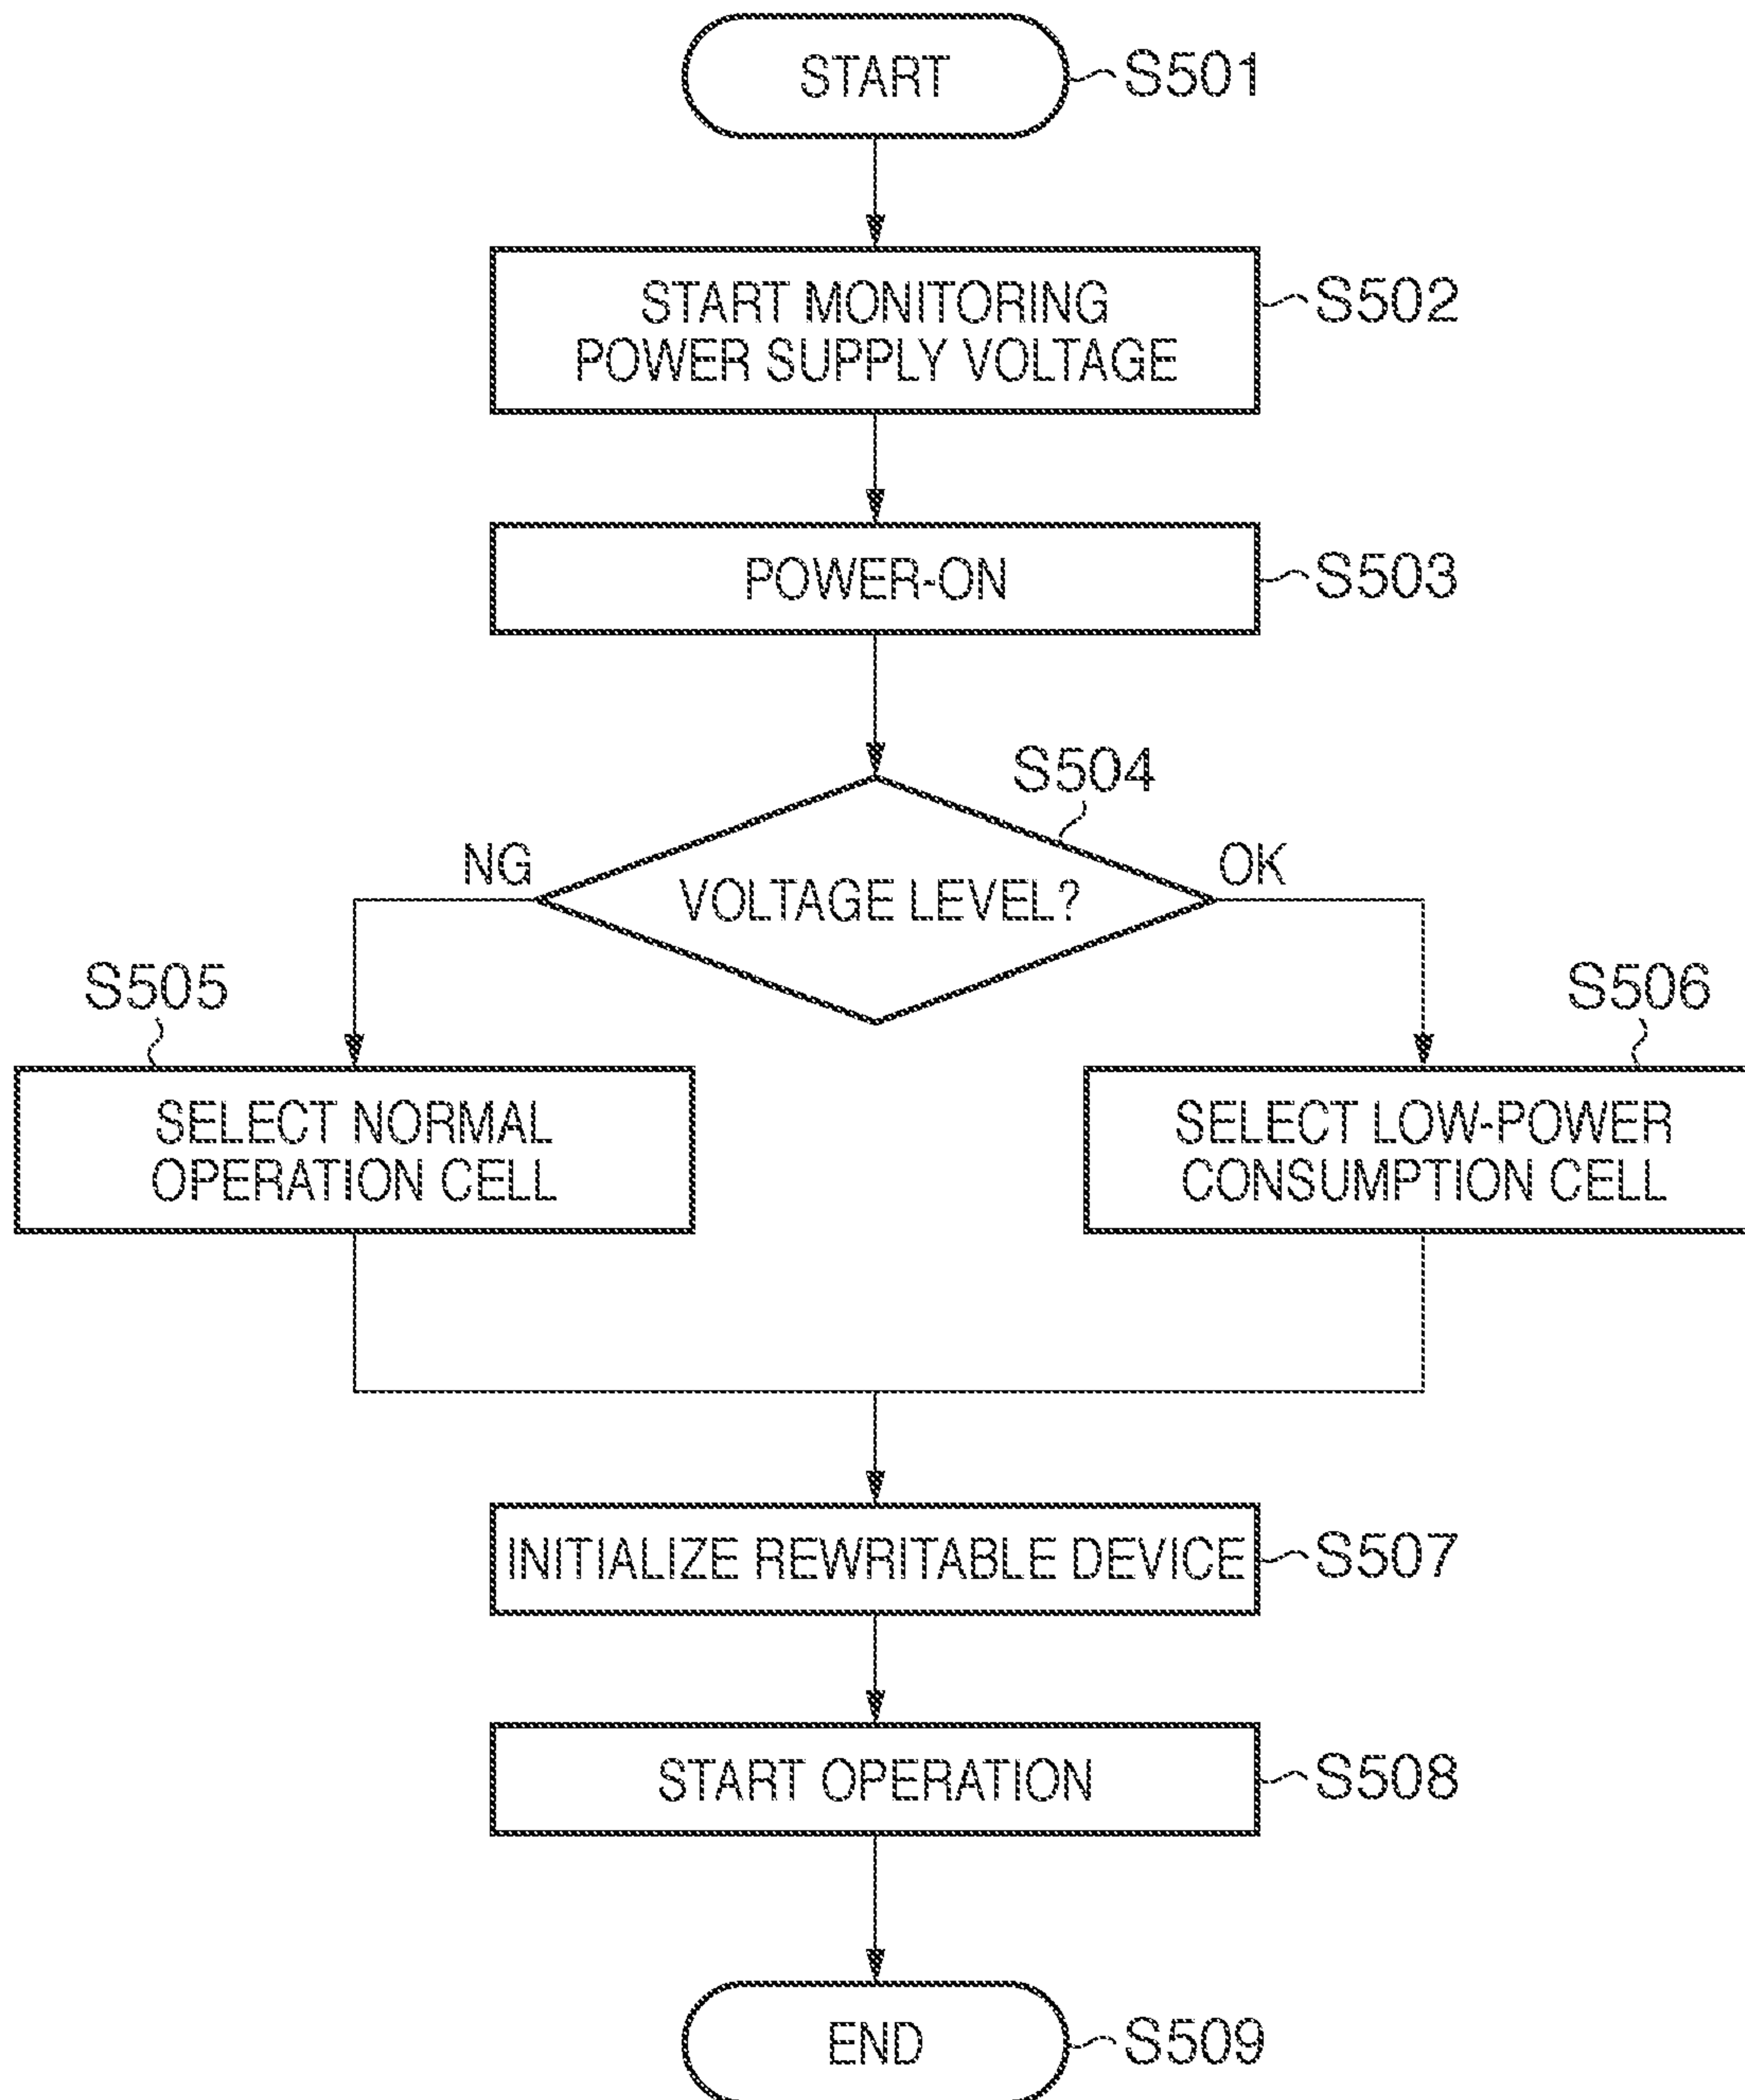 START
S501
START MONITORING
POWER SUPPLY VOLTAGE
S502
POWER-ON
S503
S504
NG
VOLTAGE LEVEL?
OK
S505
S506
SELECT NORMAL
OPERATION CELL
SELECT LOW-POWER
CONSUMPTION CELL
INITIALIZE REWRITABLE DEVICE
S507
START OPERATION
S508
END
S509